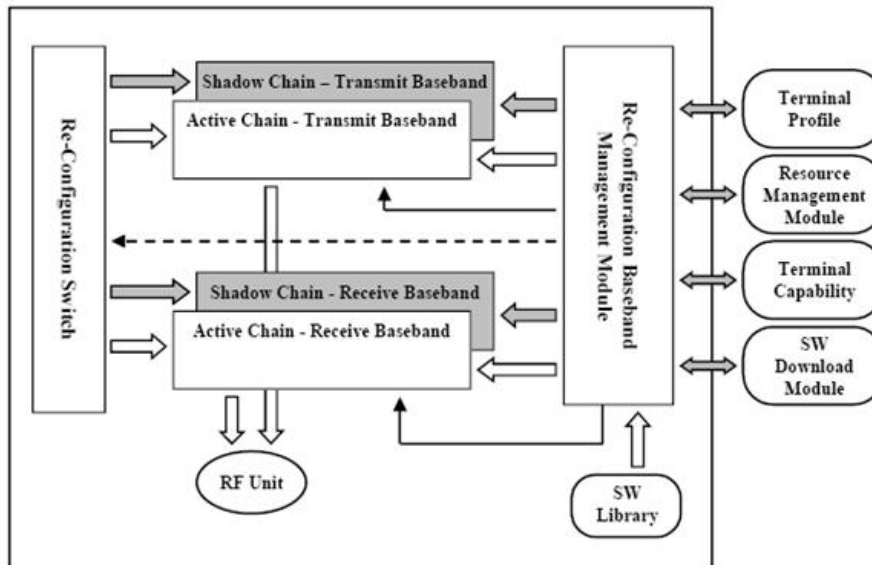 Re-Configuration Switch
Shadow Chain – Transmit Baseband
Active Chain - Transmit Baseband
Shadow Chain - Receive Baseband
Active Chain - Receive Baseband
RF Unit
Re-Configuration Baseband
Management Module
SW
Library
Terminal
Profile
Resource
Management
Module
Terminal
Capability
SW
Download
Module